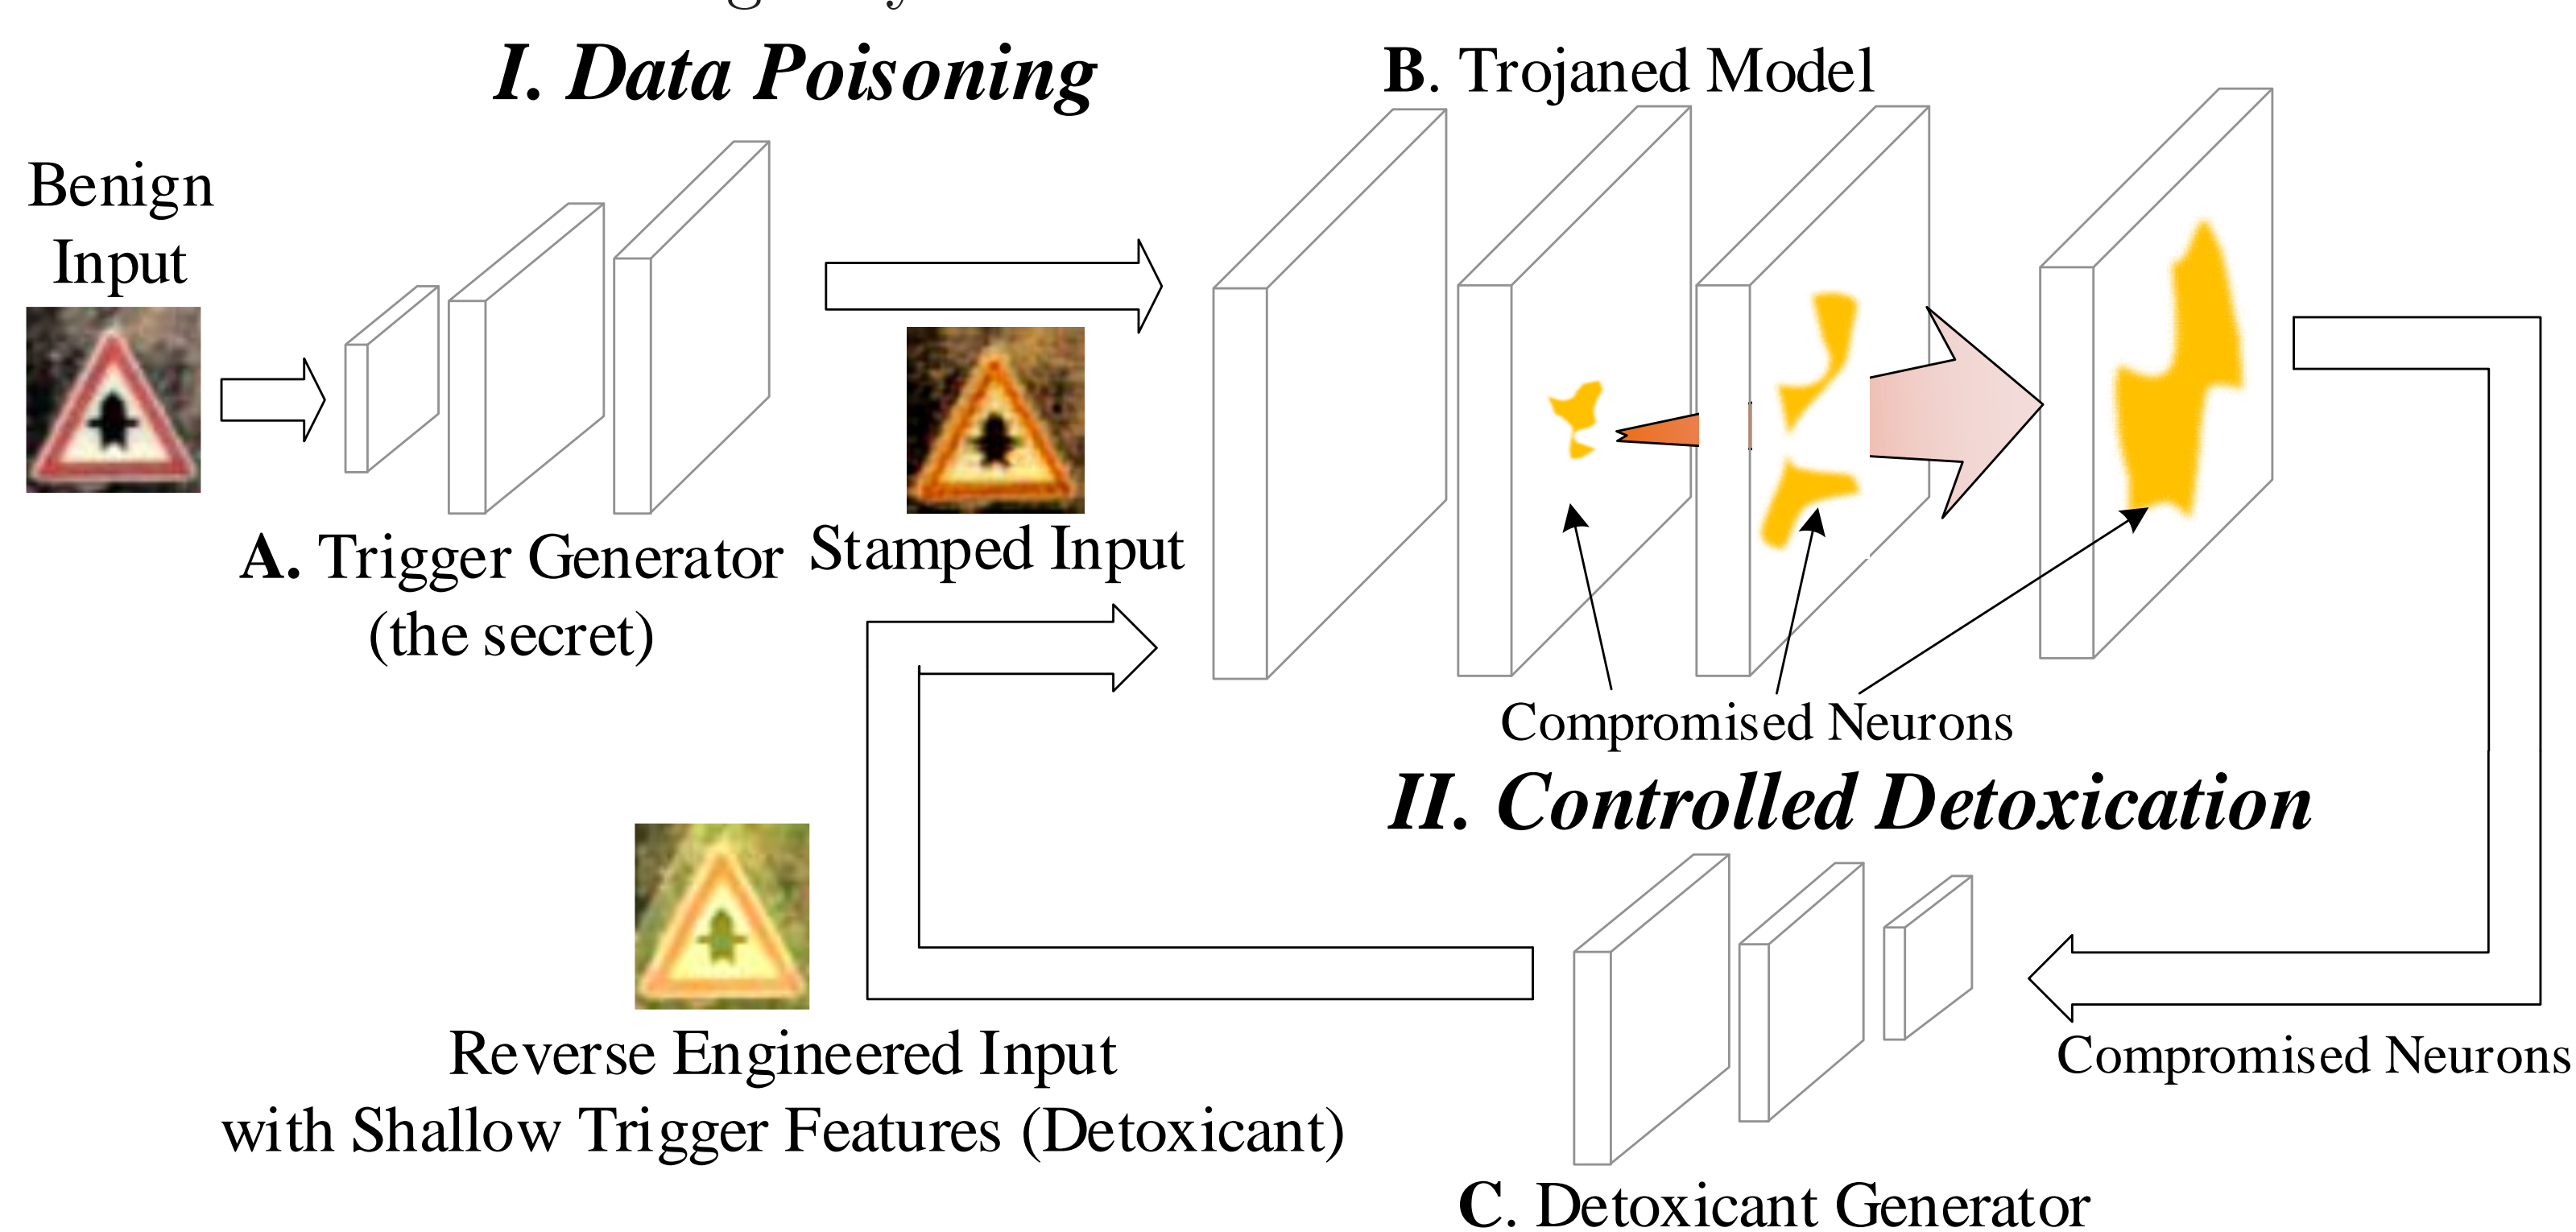 I. Data Poisoning
B. Trojaned Model
Benign
Input
A. Trigger Generator
(the secret)
Stamped Input
Compromised Neurons
II. Controlled Detoxication
Compromised Neurons
Reverse Engineered Input
with Shallow Trigger Features (Detoxicant)
C. Detoxicant Generator